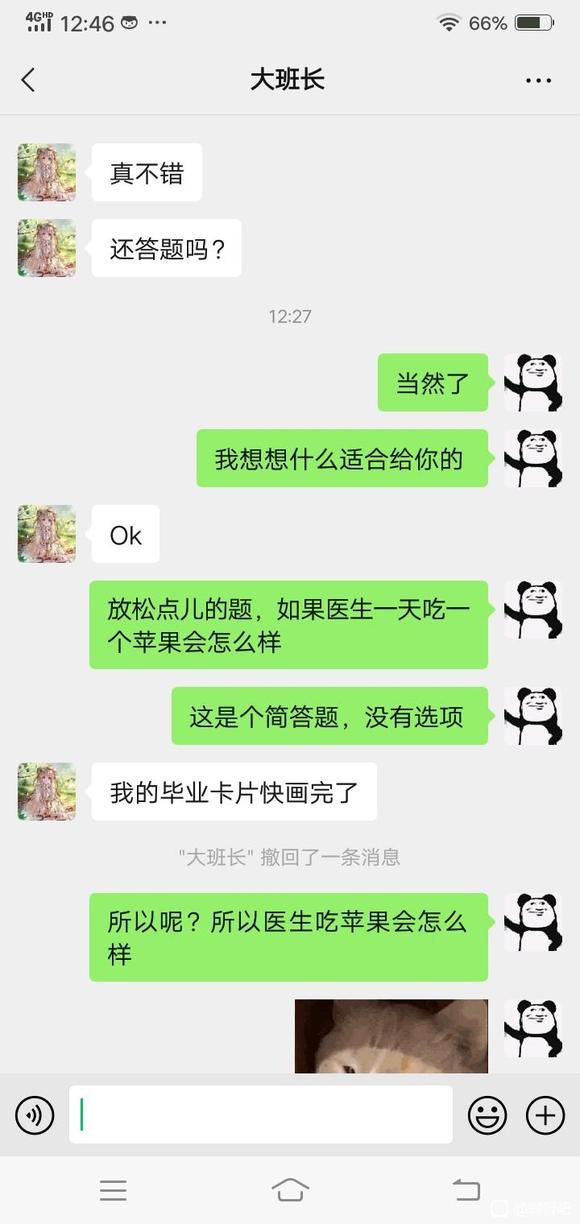 4GHD 12:46 ...
66%
大班长
真不错
还答题吗？
12:27
当然了
我想想什么适合给你的
Ok
放松点儿的题，如果医生一天吃一
个苹果会怎么样
这是个简答题，没有选项
我的毕业卡片快画完了
"大班长" 撤回了一条消息
所以呢？所以医生吃苹果会怎么
样